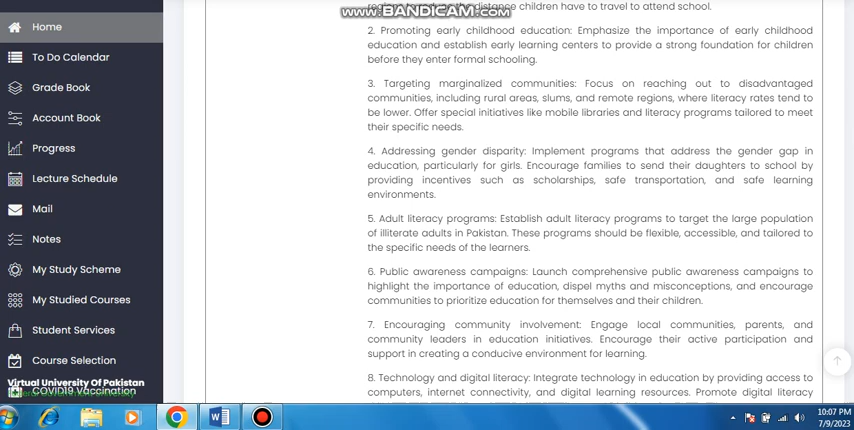 www.BANDICAM.com
Home
To Do Calendar
Grade Book
Account Book
Progress
Lecture Schedule
Mail
Notes
My Study Scheme
My Studied Courses
Student Services
Course Selection
Virtual University Of Pakistan
COVID19 Vaccination
distance children have to travel to attend school.
2. Promoting early childhood education: Emphasize the importance of early childhood
education and establish early learning centers to provide a strong foundation for children
before they enter formal schooling.
3. Targeting marginalized communities: Focus on reaching out to disadvantaged
communities, including rural areas, slums, and remote regions, where literacy rates tend to
be lower. Offer special initiatives like mobile libraries and literacy programs tailored to meet
their specific needs.
4. Addressing gender disparity: Implement programs that address the gender gap in
education, particularly for girls. Encourage families to send their daughters to school by
providing incentives such as scholarships, safe transportation, and safe learning
environments.
5. Adult literacy programs: Establish adult literacy programs to target the large population
of illiterate adults in Pakistan. These programs should be flexible, accessible, and tailored to
the specific needs of the learners.
6. Public awareness campaigns: Launch comprehensive public awareness campaigns to
highlight the importance of education, dispel myths and misconceptions, and encourage
communities to prioritize education for themselves and their children.
7. Encouraging community involvement: Engage local communities, parents, and
community leaders in education initiatives. Encourage their active participation and
support in creating a conducive environment for learning.
8. Technology and digital literacy: Integrate technology in education by providing access to
computers, internet connectivity, and digital learning resources. Promote digital literacy
10:07 PM
7/9/2023